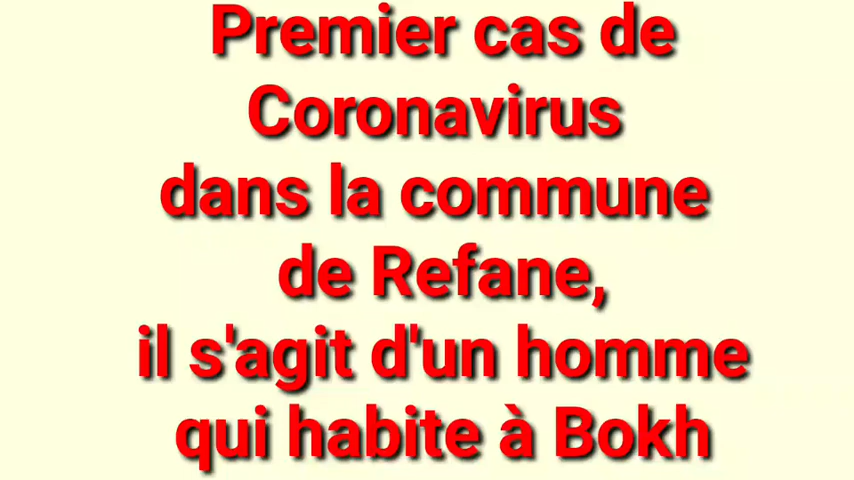 Premier cas de
Coronavirus
dans la commune
de Refane,
il s'agit d'un homme
qui habite à Bokh